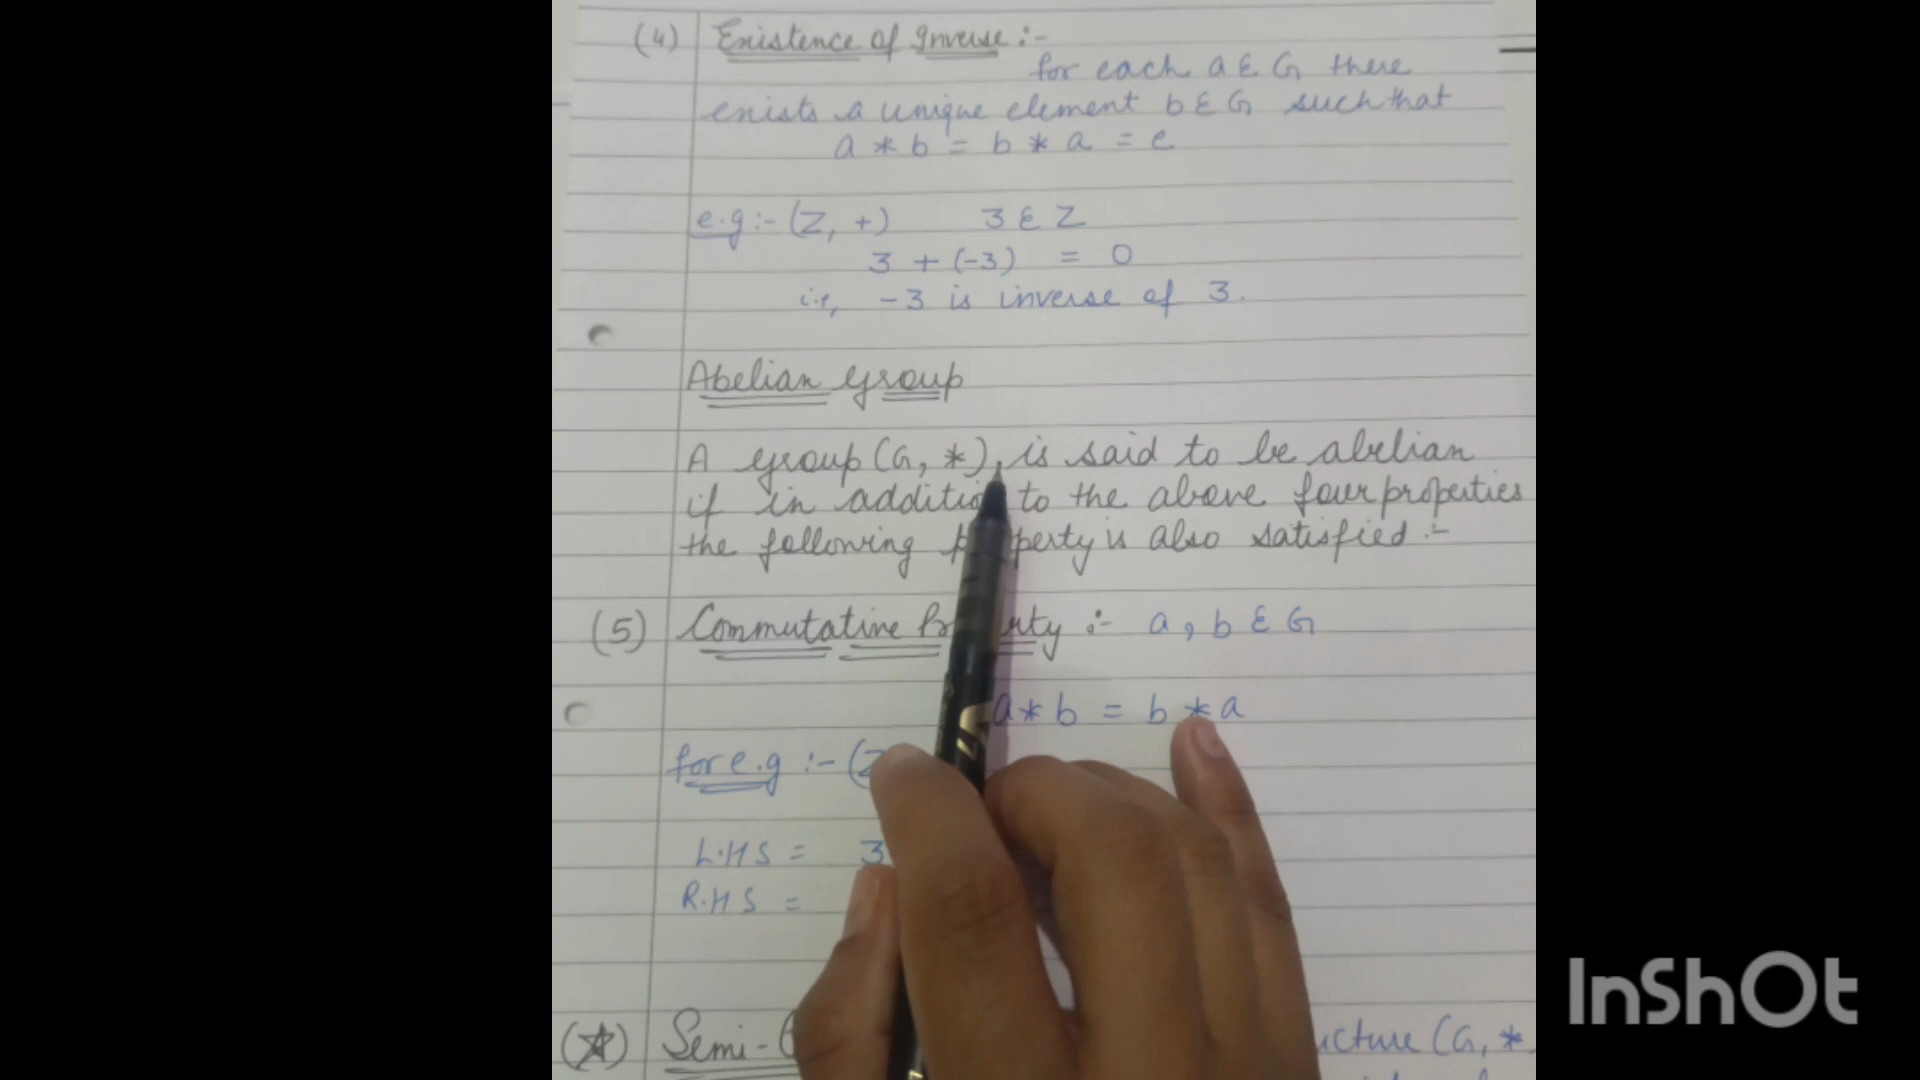 (4) Existence of Inverse :-
for each a ∈ G there
exists a unique element b ∈ G such that
a * b = b * a = e
e.g :- (Z, +) 3 ∈ Z
3 + (-3) = 0
i.e, -3 is inverse of 3.
Abelian group
A group (G, *), is said to be abelian
if in addition to the above four properties
the following property is also satisfied :-
(5) Commutative Property :- a, b ∈ G
a * b = b * a
for e.g :- (Z
L.H S = 3
R.H S =
(☆) Semi- (G, *
InShOt